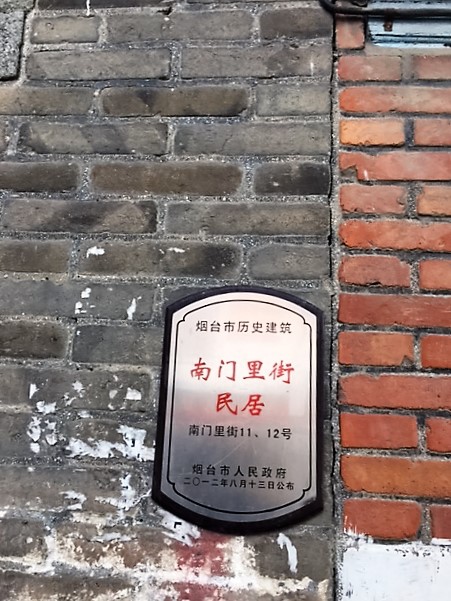 烟台市历史建筑
南门里街
民居
南门里街11、12号
烟台市人民政府
二〇一二年八月十三日公布